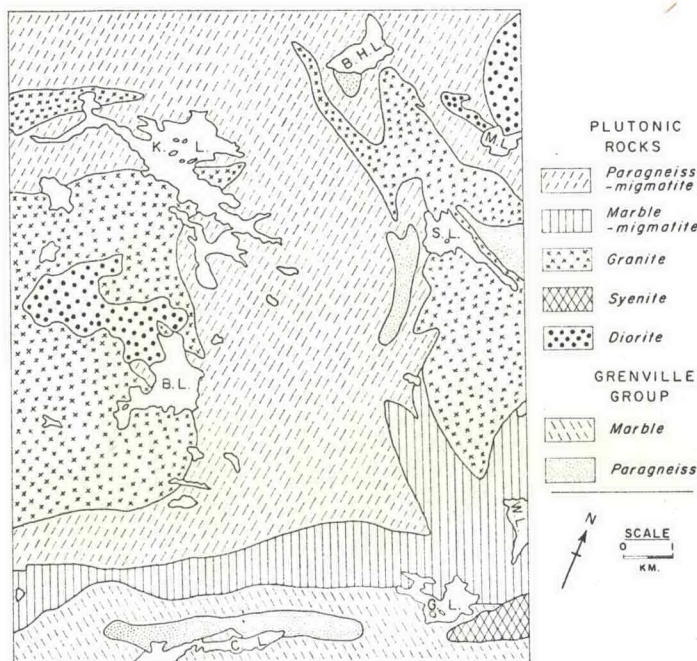 B.H.L.
K. L.
M.L.
S.L.
B.L.
W.L.
G.L.
C.L.
PLUTONIC
ROCKS
Paragneiss
-migmatite
Marble
-migmatite
Granite
Syenite
Diorite
GRENVILLE
GROUP
Marble
Paragneiss
N
SCALE
0 1
KM.